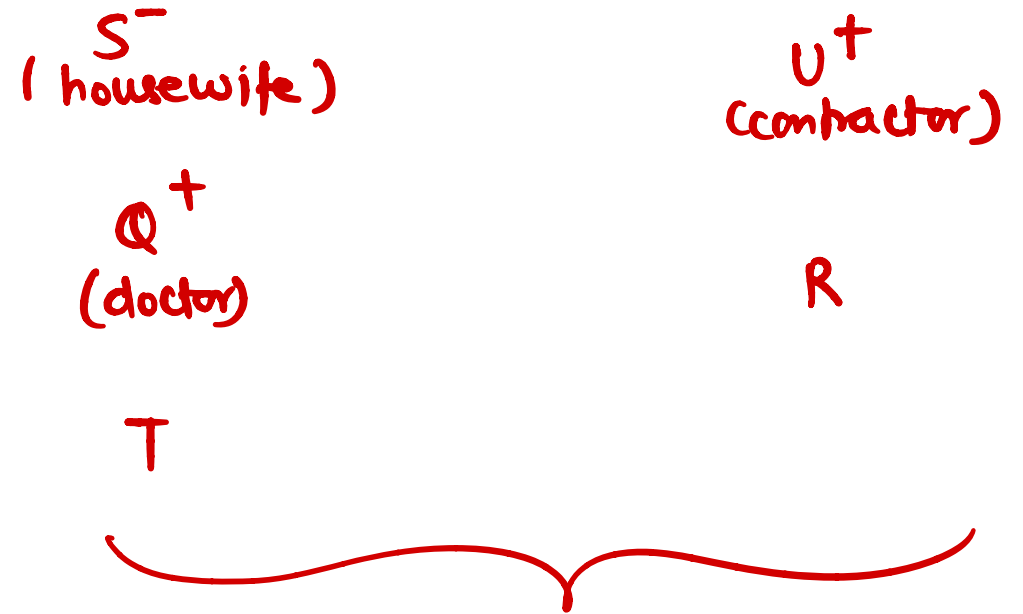 S⁻
(housewife)
Q⁺
(doctor)
T
U⁺
(contractor)
R